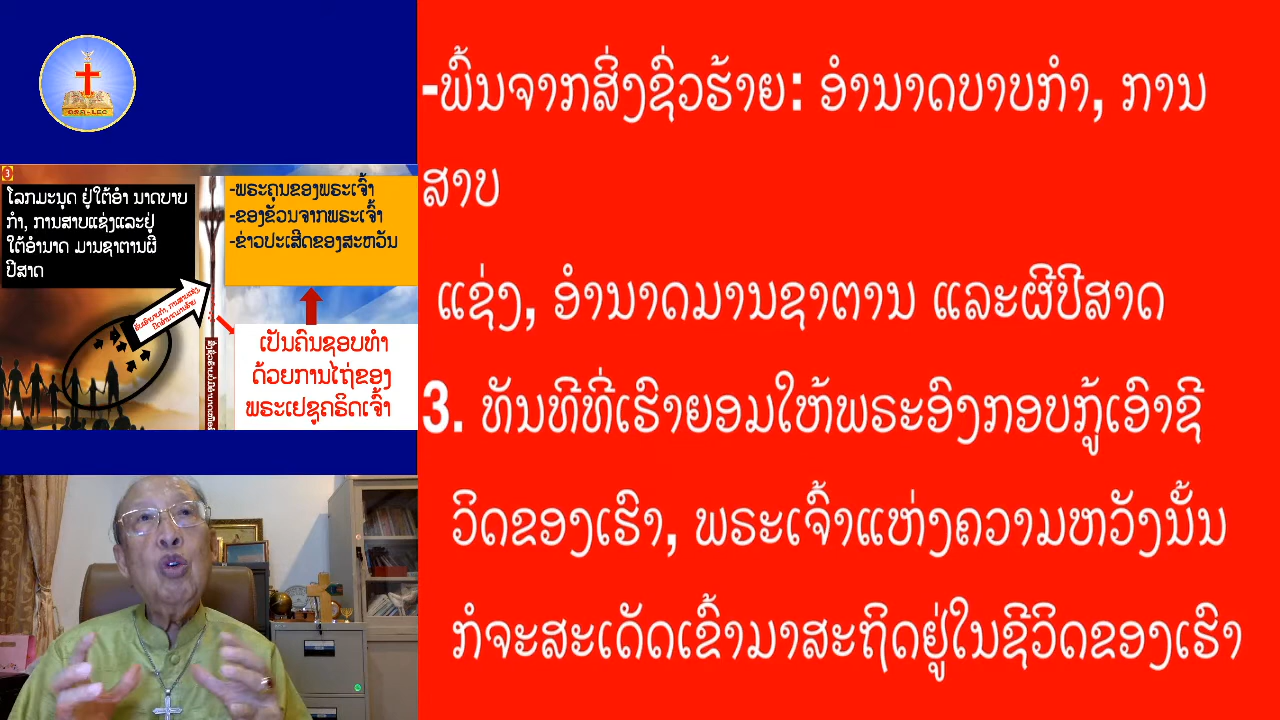 ອ.ຣ.ຄ - LEC
3
ໂລກມະນຸດ ຢູ່ໃຕ້ອຳ ນາດບາບ
ກຳ, ການສາບແຊ່ງແລະຢູ່
ໃຕ້ອຳນາດ ມານຊາຕານຜີ
ປີສາດ
-ພຣະຄຸນຂອງພຣະເຈົ້າ
-ຂອງຂັວນຈາກພຣະເຈົ້າ
-ຂ່າວປະເສີດຂອງສະຫວັນ
ເປັນຄົນຊອບທຳ
ດ້ວຍການໄຖ່ຂອງ
ພຣະເຢຊູຄຣິດເຈົ້າ
-ພົ້ນຈາກສິ່ງຊົ່ວຮ້າຍ: ອຳນາດບາບກຳ, ການ
ສາບ
ແຊ່ງ, ອຳນາດມານຊາຕານ ແລະຜີປີສາດ
3. ທັນທີທີ່ເຮົາຍອມໃຫ້ພຣະອົງກອບກູ້ເອົາຊີ
ວິດຂອງເຮົາ, ພຣະເຈົ້າແຫ່ງຄວາມຫວັງນັ້ນ
ກໍຈະສະເດັດເຂົ້າມາສະຖິດຢູ່ໃນຊີວິດຂອງເຮົາ